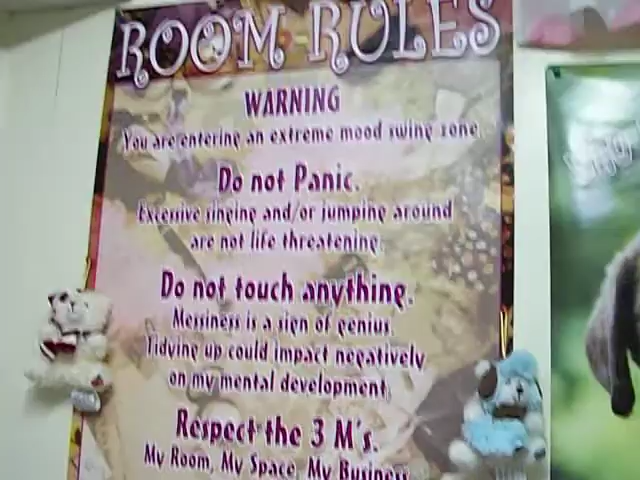 ROOM RULES
WARNING
You are entering an extreme mood swing zone.
Do not Panic.
Excessive singing and/or jumping around
are not life threatening.
Do not touch anything.
Messiness is a sign of genius.
Tidying up could impact negatively
on my mental development.
Respect the 3 M's.
My Room, My Space, My Business